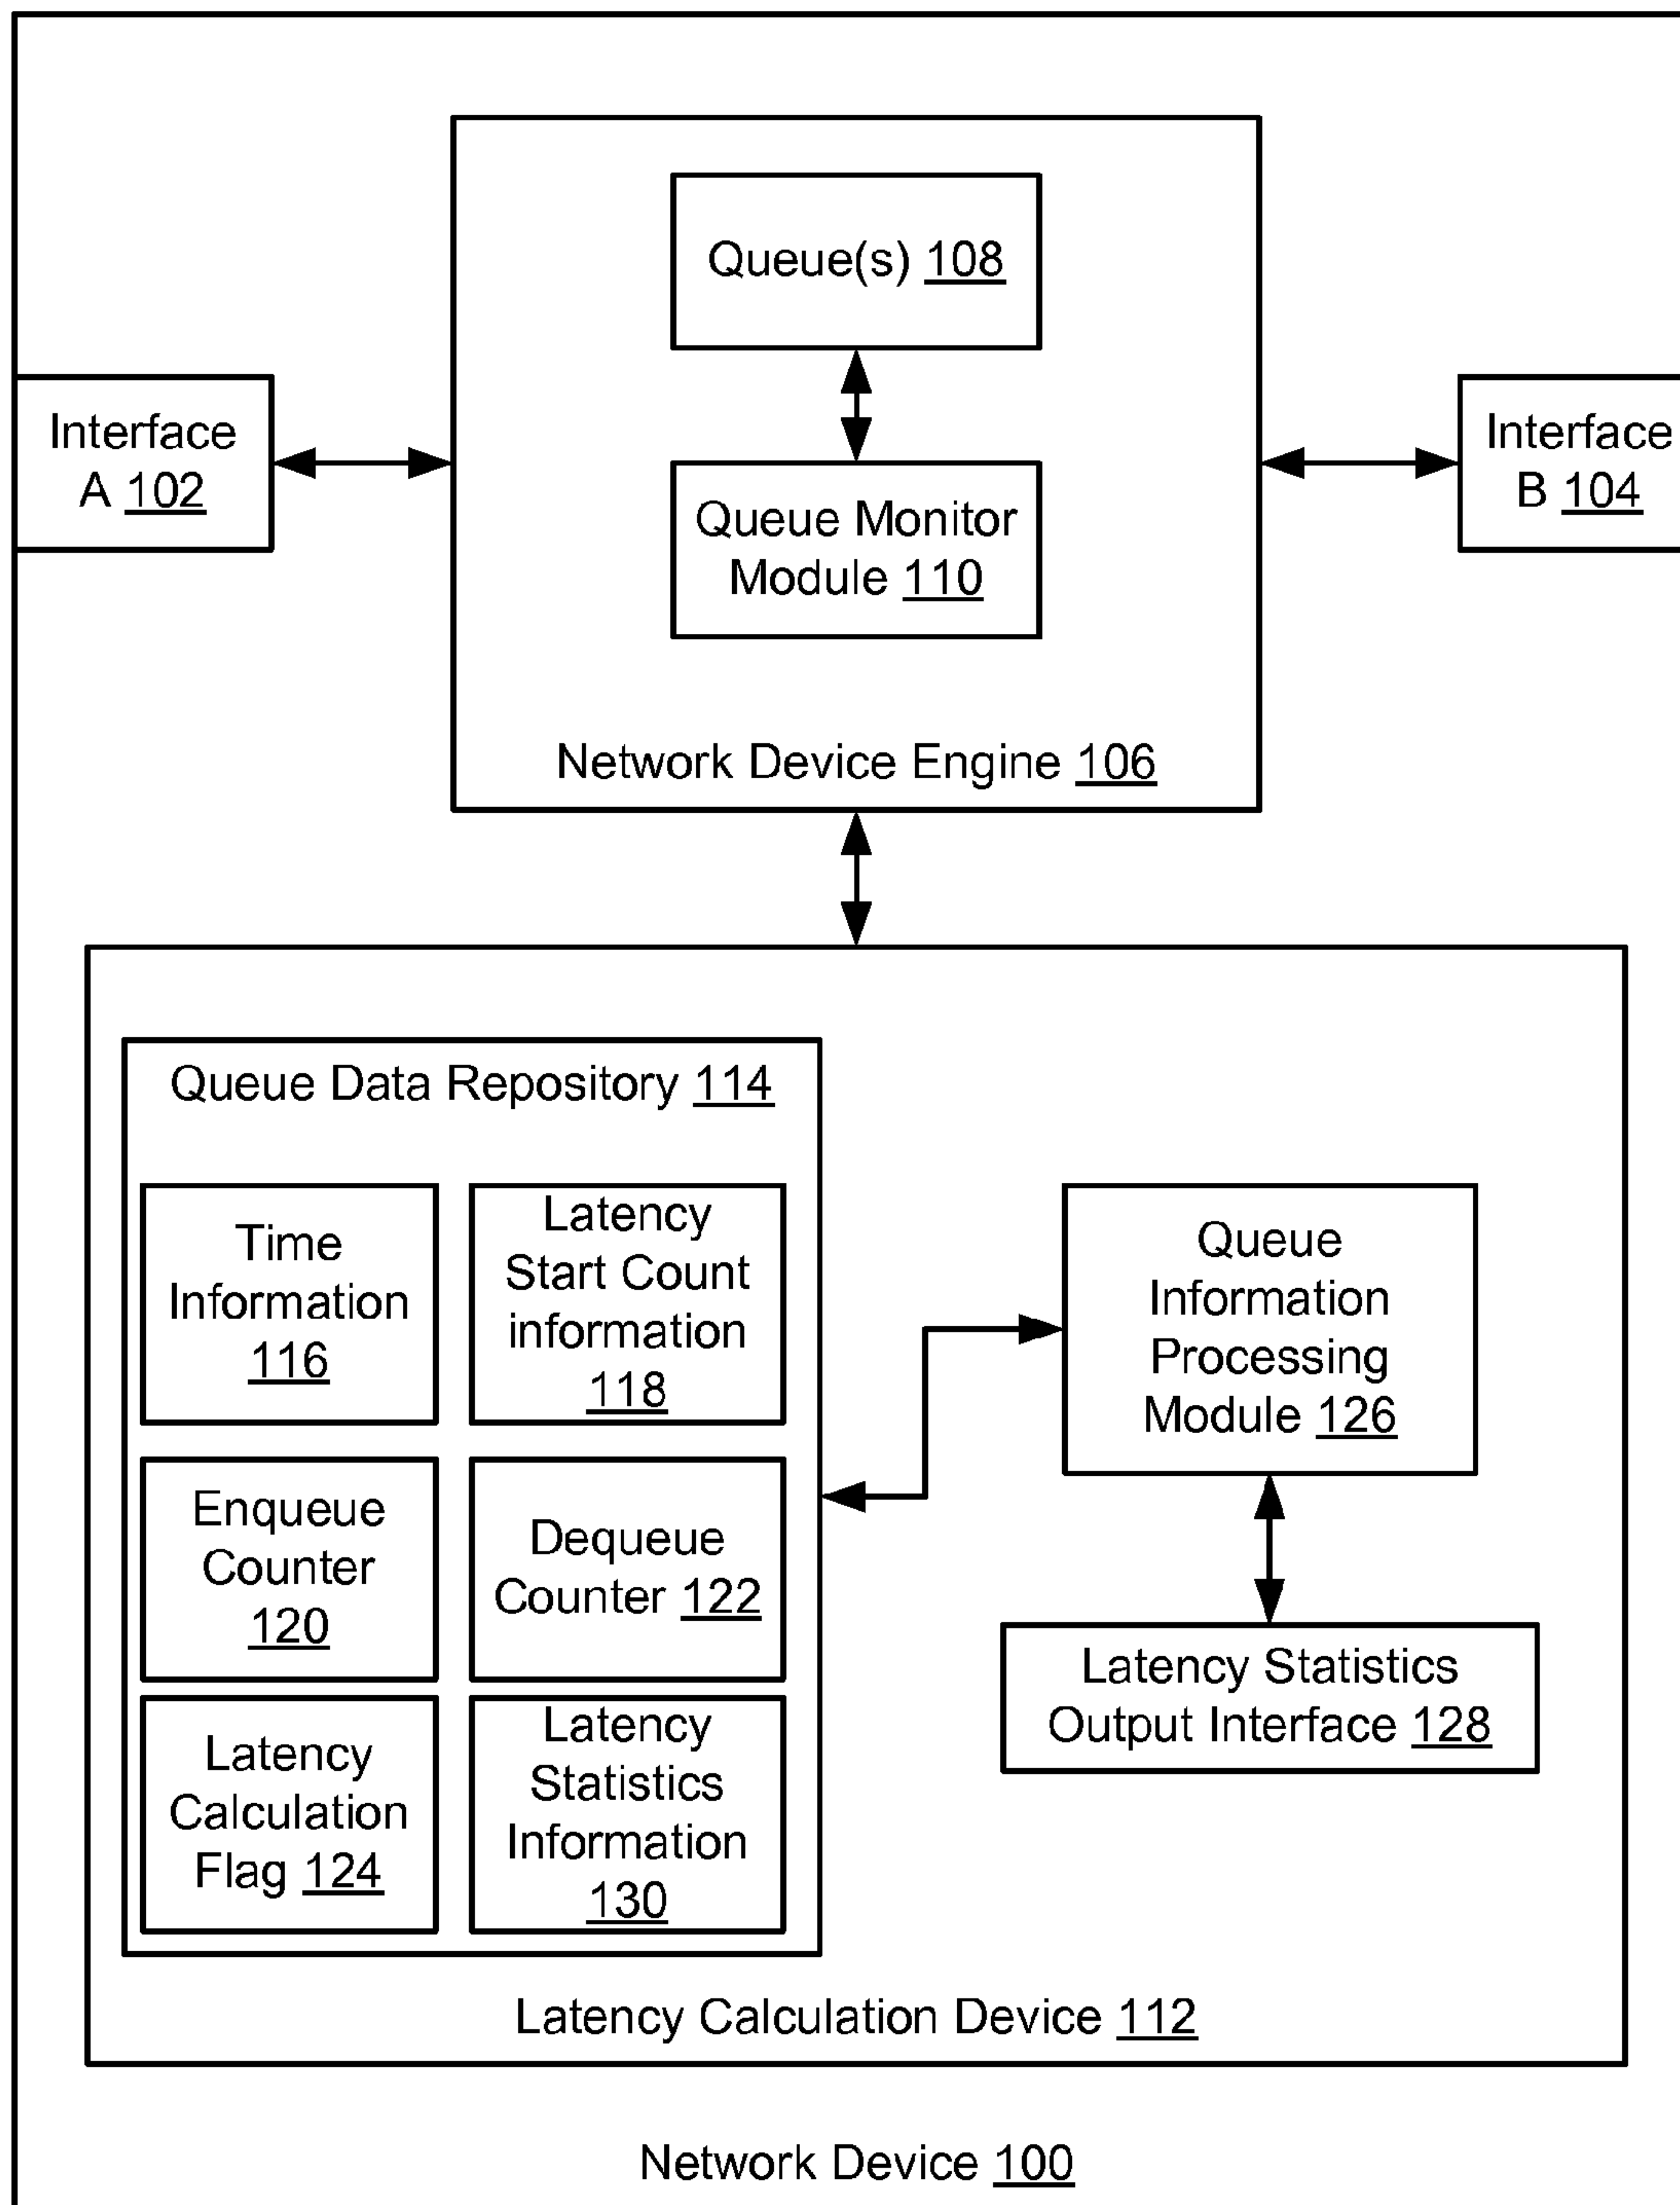 Queue(s) 108
Interface
A 102
Queue Monitor
Module 110
Interface
B 104
Network Device Engine 106
Queue Data Repository 114
Time
Information
116
Latency
Start Count
information
118
Queue
Information
Processing
Module 126
Enqueue
Counter
120
Dequeue
Counter 122
Latency Statistics
Output Interface 128
Latency
Calculation
Flag 124
Latency
Statistics
Information
130
Latency Calculation Device 112
Network Device 100